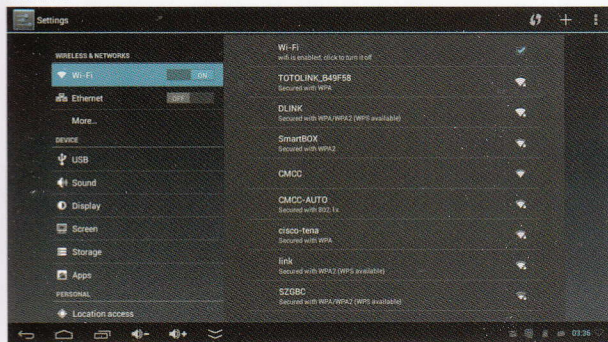 Settings
WIRELESS & NETWORKS
Wi-Fi ON
Ethernet OFF
More...
DEVICE
USB
Sound
Display
Screen
Storage
Apps
PERSONAL
Location access
Wi-Fi
wifi is enabled, click to turn it off
TOTOLINK_B49F58
Secured with WPA
DLINK
Secured with WPA/WPA2 (WPS available)
SmartBOX
Secured with WPA2
CMCC
CMCC-AUTO
Secured with 802.1x
cisco-tena
Secured with WPA
link
Secured with WPA2 (WPS available)
SZGBC
Secured with WPA/WPA2 (WPS available)
03:36